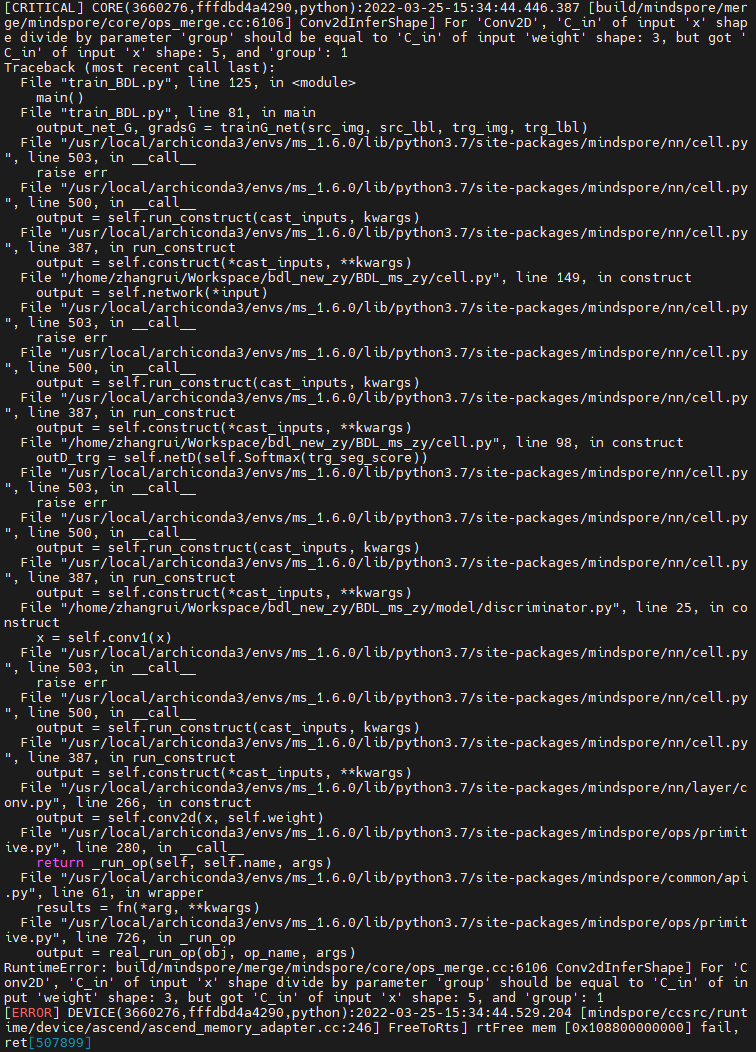 [CRITICAL] CORE(3660276,fffdbd4a4290,python):2022-03-25-15:34:44.446.387 [build/mindspore/mer
ge/mindspore/core/ops_merge.cc:6106] Conv2dInferShape] For 'Conv2D', 'C_in' of input 'x' shap
e divide by parameter 'group' should be equal to 'C_in' of input 'weight' shape: 3, but got '
C_in' of input 'x' shape: 5, and 'group': 1
Traceback (most recent call last):
  File "train_BDL.py", line 125, in <module>
    main()
  File "train_BDL.py", line 81, in main
    output_net_G, gradsG = trainG_net(src_img, src_lbl, trg_img, trg_lbl)
  File "/usr/local/archiconda3/envs/ms_1.6.0/lib/python3.7/site-packages/mindspore/nn/cell.py
", line 503, in __call__
    raise err
  File "/usr/local/archiconda3/envs/ms_1.6.0/lib/python3.7/site-packages/mindspore/nn/cell.py
", line 500, in __call__
    output = self.run_construct(cast_inputs, kwargs)
  File "/usr/local/archiconda3/envs/ms_1.6.0/lib/python3.7/site-packages/mindspore/nn/cell.py
", line 387, in run_construct
    output = self.construct(*cast_inputs, **kwargs)
  File "/home/zhangrui/Workspace/bdl_new_zy/BDL_ms_zy/cell.py", line 149, in construct
    output = self.network(*input)
  File "/usr/local/archiconda3/envs/ms_1.6.0/lib/python3.7/site-packages/mindspore/nn/cell.py
", line 503, in __call__
    raise err
  File "/usr/local/archiconda3/envs/ms_1.6.0/lib/python3.7/site-packages/mindspore/nn/cell.py
", line 500, in __call__
    output = self.run_construct(cast_inputs, kwargs)
  File "/usr/local/archiconda3/envs/ms_1.6.0/lib/python3.7/site-packages/mindspore/nn/cell.py
", line 387, in run_construct
    output = self.construct(*cast_inputs, **kwargs)
  File "/home/zhangrui/Workspace/bdl_new_zy/BDL_ms_zy/cell.py", line 98, in construct
    outD_trg = self.netD(self.Softmax(trg_seg_score))
  File "/usr/local/archiconda3/envs/ms_1.6.0/lib/python3.7/site-packages/mindspore/nn/cell.py
", line 503, in __call__
    raise err
  File "/usr/local/archiconda3/envs/ms_1.6.0/lib/python3.7/site-packages/mindspore/nn/cell.py
", line 500, in __call__
    output = self.run_construct(cast_inputs, kwargs)
  File "/usr/local/archiconda3/envs/ms_1.6.0/lib/python3.7/site-packages/mindspore/nn/cell.py
", line 387, in run_construct
    output = self.construct(*cast_inputs, **kwargs)
  File "/home/zhangrui/Workspace/bdl_new_zy/BDL_ms_zy/model/discriminator.py", line 25, in co
nstruct
    x = self.conv1(x)
  File "/usr/local/archiconda3/envs/ms_1.6.0/lib/python3.7/site-packages/mindspore/nn/cell.py
", line 503, in __call__
    raise err
  File "/usr/local/archiconda3/envs/ms_1.6.0/lib/python3.7/site-packages/mindspore/nn/cell.py
", line 500, in __call__
    output = self.run_construct(cast_inputs, kwargs)
  File "/usr/local/archiconda3/envs/ms_1.6.0/lib/python3.7/site-packages/mindspore/nn/cell.py
", line 387, in run_construct
    output = self.construct(*cast_inputs, **kwargs)
  File "/usr/local/archiconda3/envs/ms_1.6.0/lib/python3.7/site-packages/mindspore/nn/layer/c
onv.py", line 266, in construct
    output = self.conv2d(x, self.weight)
  File "/usr/local/archiconda3/envs/ms_1.6.0/lib/python3.7/site-packages/mindspore/ops/primit
ive.py", line 280, in __call__
    return _run_op(self, self.name, args)
  File "/usr/local/archiconda3/envs/ms_1.6.0/lib/python3.7/site-packages/mindspore/common/api
.py", line 61, in wrapper
    results = fn(*arg, **kwargs)
  File "/usr/local/archiconda3/envs/ms_1.6.0/lib/python3.7/site-packages/mindspore/ops/primit
ive.py", line 726, in _run_op
    output = real_run_op(obj, op_name, args)
RuntimeError: build/mindspore/merge/mindspore/core/ops_merge.cc:6106 Conv2dInferShape] For 'C
onv2D', 'C_in' of input 'x' shape divide by parameter 'group' should be equal to 'C_in' of in
put 'weight' shape: 3, but got 'C_in' of input 'x' shape: 5, and 'group': 1
[ERROR] DEVICE(3660276,fffdbd4a4290,python):2022-03-25-15:34:44.529.204 [mindspore/ccsrc/runt
ime/device/ascend/ascend_memory_adapter.cc:246] FreeToRts] rtFree mem [0x108800000000] fail,
ret[507899]